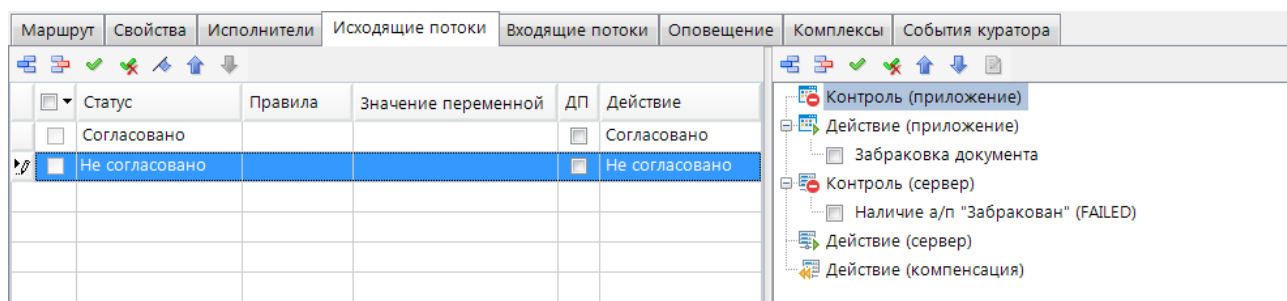 Маршрут Свойства Исполнители Исходящие потоки Входящие потоки Оповещение Комплексы События куратора
Статус Правила Значение переменной ДП Действие
Согласовано Согласовано
Не согласовано Не согласовано
Контроль (приложение)
Действие (приложение)
Забраковка документа
Контроль (сервер)
Наличие а/п "Забракован" (FAILED)
Действие (сервер)
Действие (компенсация)